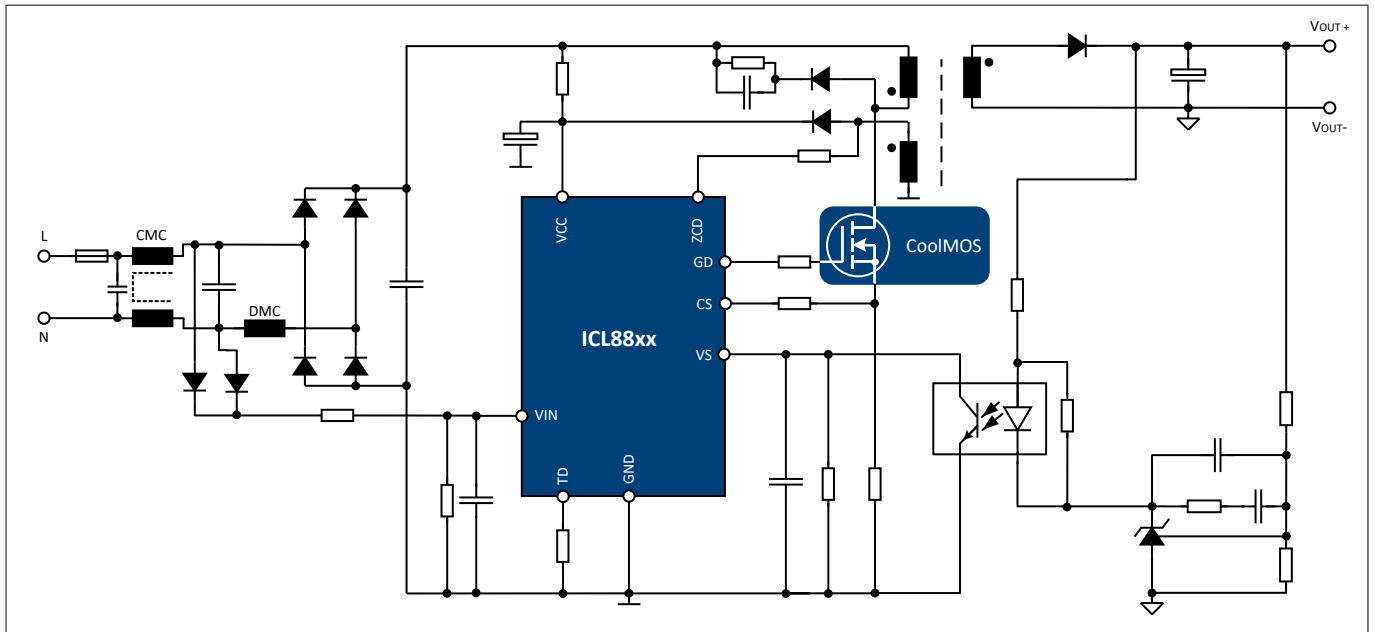 VOUT +
VOUT-
L
CMC
N
DMC
VCC
ZCD
GD
CoolMOS
CS
ICL88xx
VS
VIN
TD
GND